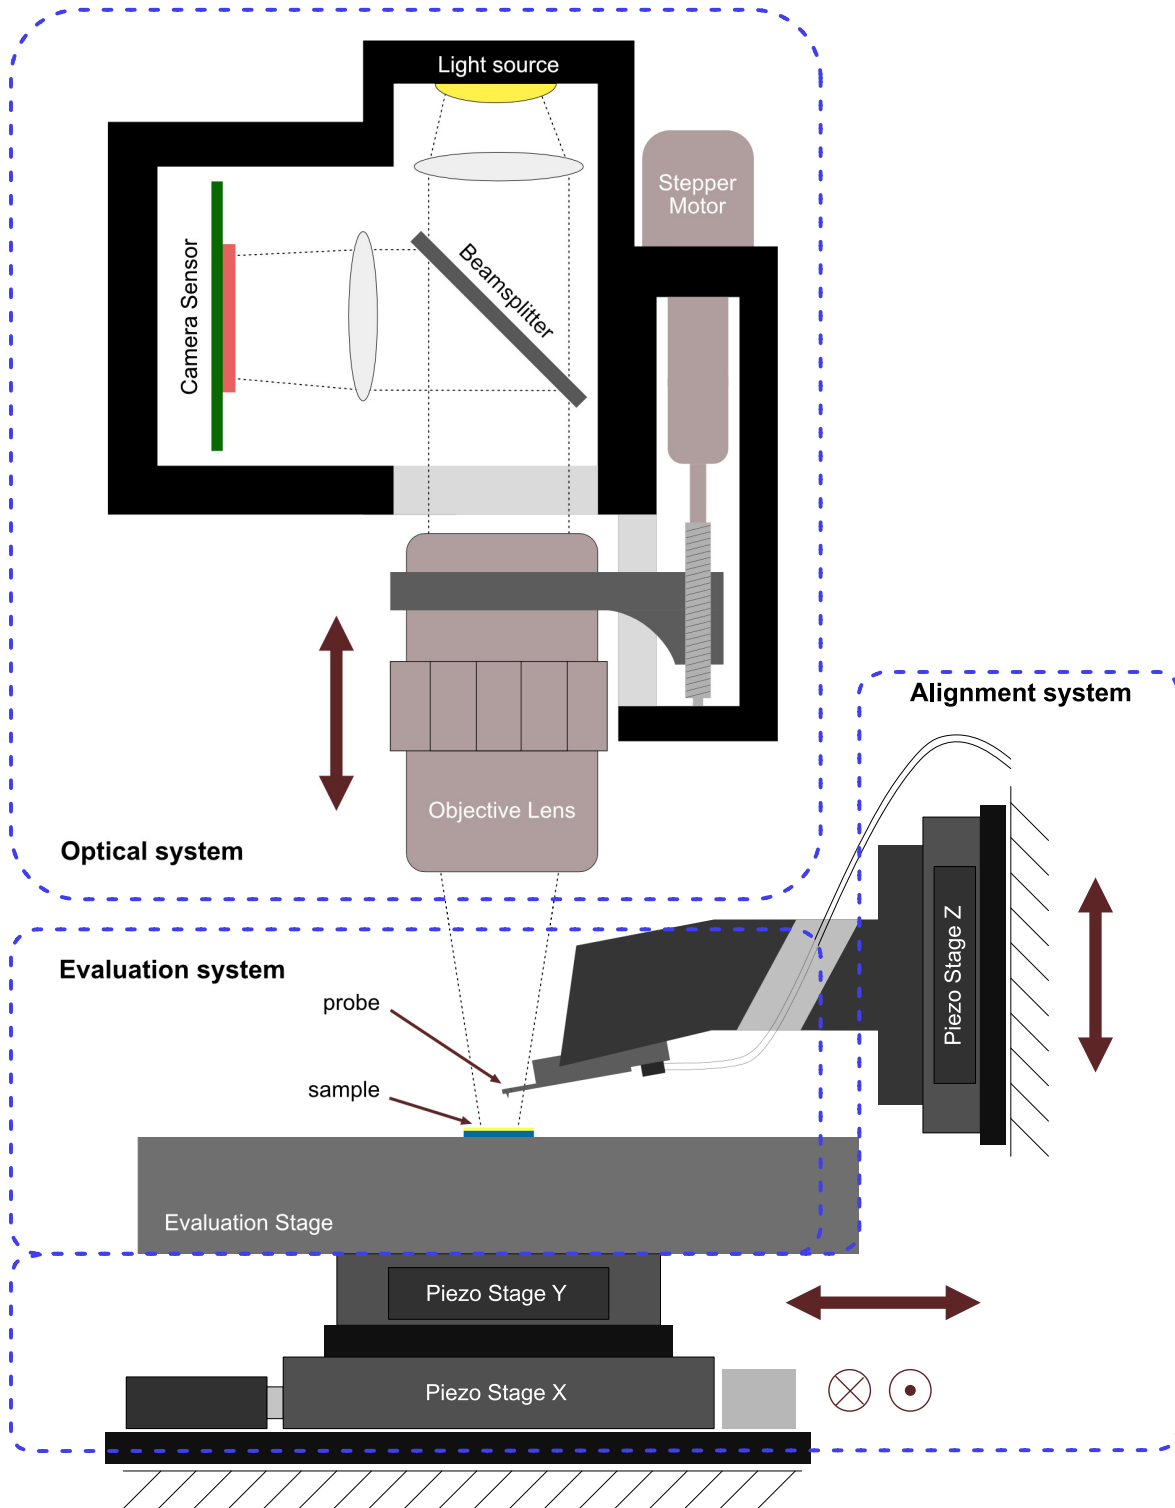 Light source
Stepper
Motor
Camera Sensor
Beamsplitter
Alignment system
Objective Lens
Optical system
Piezo Stage Z
Evaluation system
probe
sample
Evaluation Stage
Piezo Stage Y
Piezo Stage X